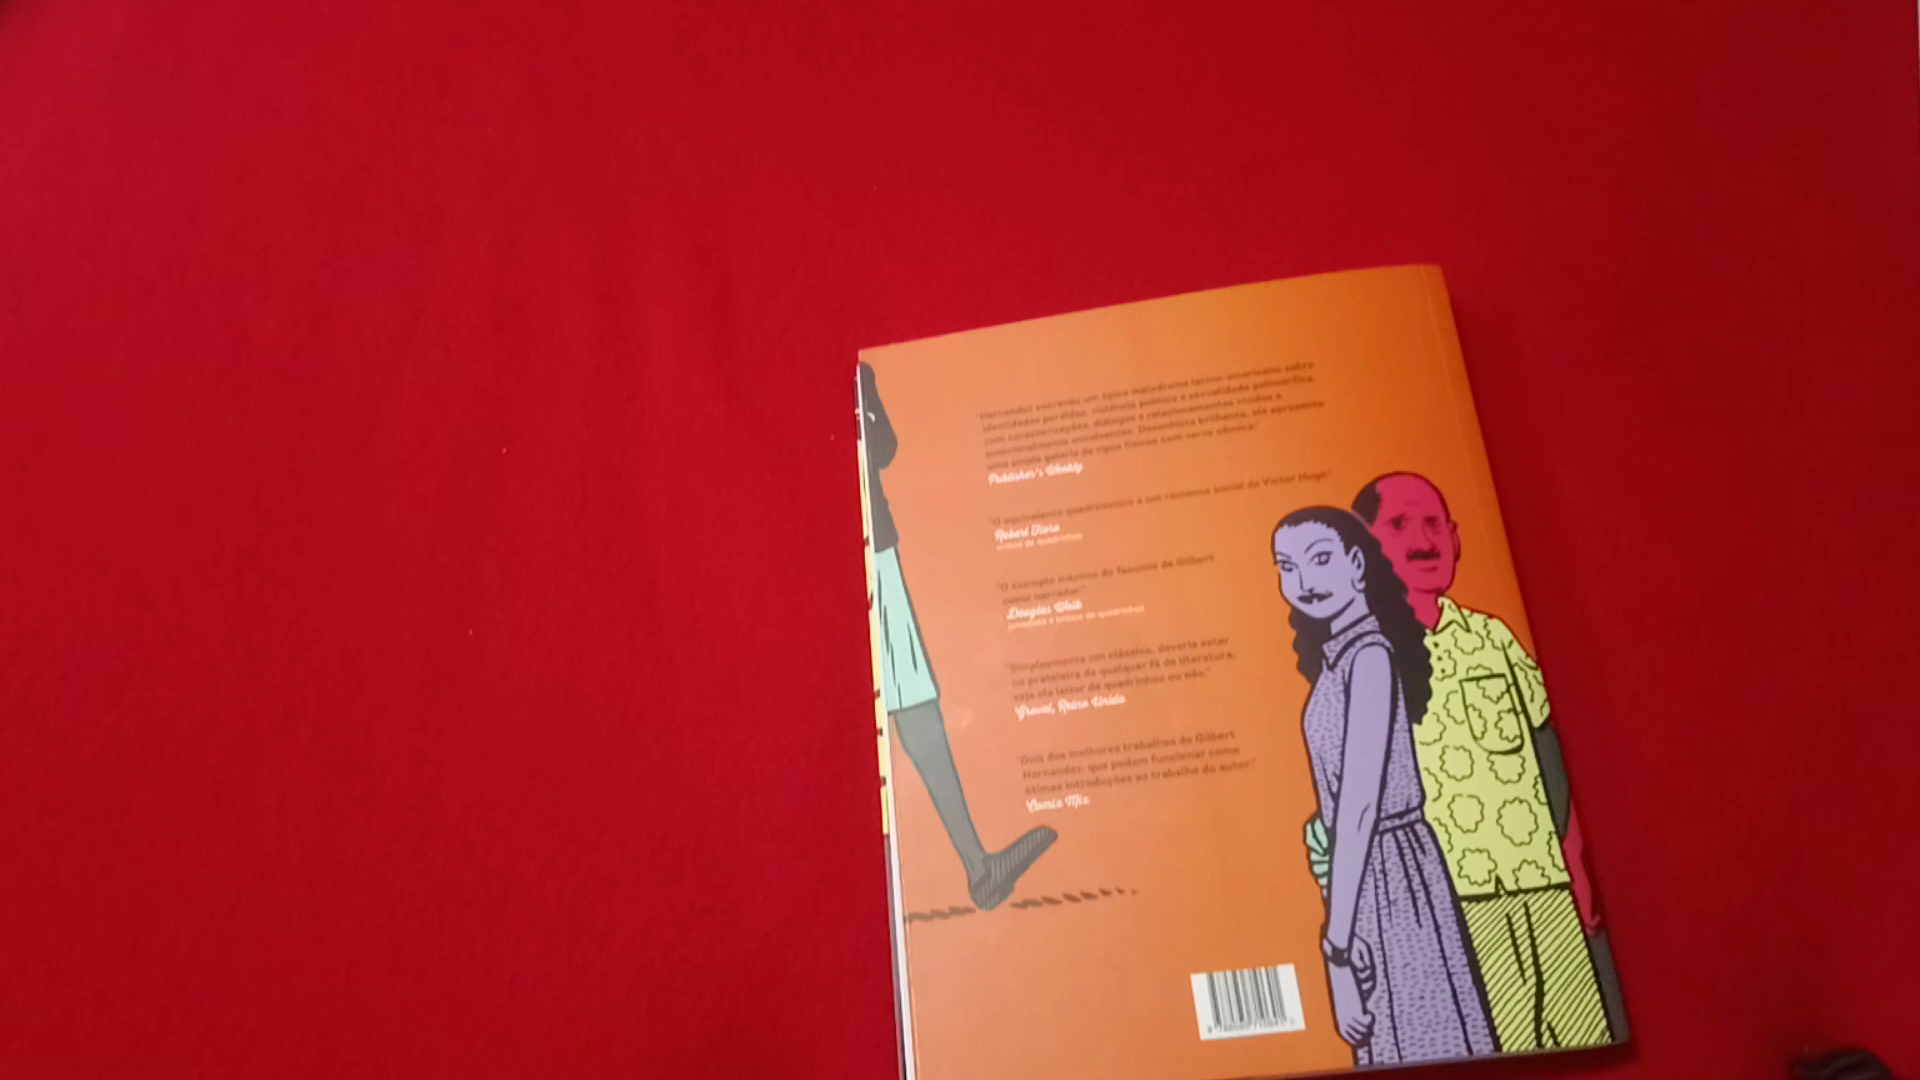 "Hernandez escreveu um épico melodrama latino-americano sobre
identidades perdidas, violência política e sexualidade polimórfica,
com caracterizações, diálogos e relacionamentos vívidos e
emocionalmente envolventes. Desenhista brilhante, ele apresenta
uma ampla galeria de tipos físicos com verve cômica."
Publisher's Weekly
"O equivalente quadrinístico a um romance social de Victor Hugo."
Robert
crítico de quadrinhos
"O exemplo máximo do fascínio de Gilbert
como narrador."
Douglas Wolk
jornalista e crítico de quadrinhos
"Simplesmente um clássico, deveria estar
na prateleira de qualquer fã de literatura,
seja ele leitor de quadrinhos ou não."
Gravel, Reino Unido
"Dois dos melhores trabalhos de Gilbert
Hernandez, que podem funcionar como
ótimas introduções ao trabalho do autor."
Comic Mix